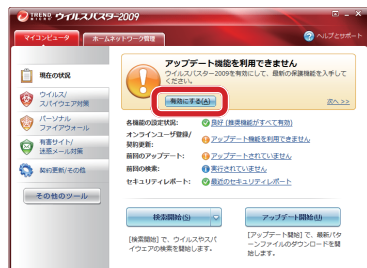 TREND MICRO ウイルスバスター2009
マイコンピュータ
ホームネットワーク管理
ヘルプとサポート
現在の状況
ウイルス/
スパイウェア対策
パーソナル
ファイアウォール
有害サイト/
迷惑メール対策
契約更新/その他
その他のツール
アップデート機能を利用できません
ウイルスバスター2009を有効にして、最新の保護機能を入手して
ください。
有効にする(A)
次へ >>
各機能の設定状況:
良好 (推奨機能がすべて有効)
オンラインユーザ登録/
契約更新:
アップデート機能を利用できません
前回のアップデート:
アップデートされていません
前回の検索:
実行されていません
セキュリティレポート:
最近のセキュリティレポート
検索開始(S)
アップデート開始(U)
[検索開始] で、ウイルスやスパ
イウェアの検索を開始します。
[アップデート開始] で、最新パタ
ーンファイルのダウンロードを開
始します。